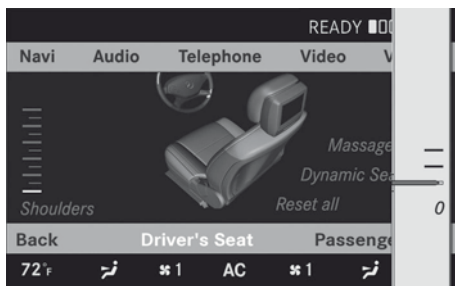 READY
Navi Audio Telephone Video V
Massage
Dynamic Sea
0
Shoulders
Reset all
Back Driver's Seat Passenge
72°F 1 AC 1